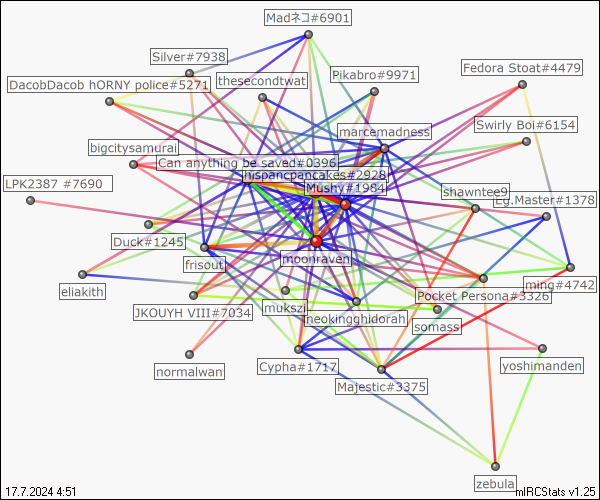 Madネコ#6901
Silver#7938
Pikabro#9971
Fedora Stoat#4479
DacobDacob hORNY police#5271
thesecondtwat
marcemadness
Swirly Boi#6154
bigcitysamurai
Can anything be saved#0396
hispancpancakes#2928
LPK2387 #7690
Mushy#1984
Shawntee9
Eg.Master#1378
Duck#1245
frisout
moonraven
eliakith
mukszi
Pocket Persona#3326
ming#4742
JKOUYH VIII#7034
neokingghidorah
somass
normalwan
Cypha#1717
yoshimanden
Majestic#3375
zebula
17.7.2024 4:51
mIRCStats v1.25